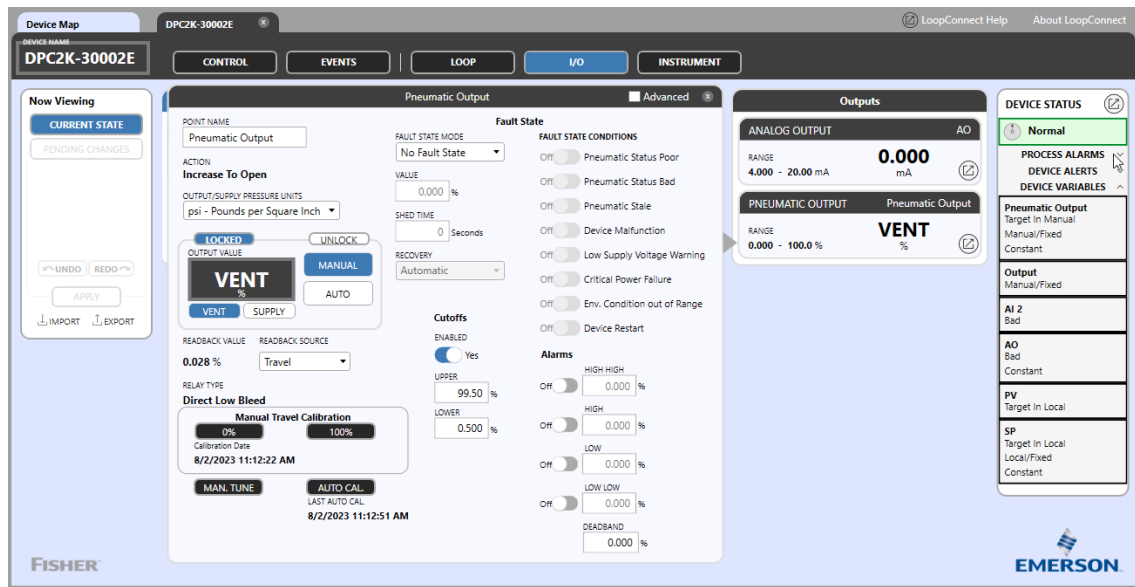 Device Map
DPC2K-30002E
LoopConnect Help
About LoopConnect
DEVICE NAME
DPC2K-30002E
CONTROL
EVENTS
LOOP
I/O
INSTRUMENT
Now Viewing
CURRENT STATE
PENDING CHANGES
UNDO
REDO
APPLY
IMPORT
EXPORT
Pneumatic Output
Advanced
POINT NAME
Pneumatic Output
ACTION
Increase To Open
OUTPUT/SUPPLY PRESSURE UNITS
psi - Pounds per Square Inch
LOCKED
UNLOCK
OUTPUT VALUE
VENT
%
MANUAL
AUTO
VENT
SUPPLY
READBACK VALUE
READBACK SOURCE
0.028 %
Travel
RELAY TYPE
Direct Low Bleed
Manual Travel Calibration
0%
100%
Calibration Date
8/2/2023 11:12:22 AM
MAN. TUNE
AUTO CAL.
LAST AUTO CAL.
8/2/2023 11:12:51 AM
Fault State
FAULT STATE MODE
No Fault State
VALUE
0.000 %
SHED TIME
0 Seconds
RECOVERY
Automatic
Cutoffs
ENABLED
Yes
UPPER
99.50 %
LOWER
0.500 %
FAULT STATE CONDITIONS
Off Pneumatic Status Poor
Off Pneumatic Status Bad
Off Pneumatic Stale
Off Device Malfunction
Off Low Supply Voltage Warning
Off Critical Power Failure
Off Env. Condition out of Range
Off Device Restart
Alarms
HIGH HIGH
Off 0.000 %
HIGH
Off 0.000 %
LOW
Off 0.000 %
LOW LOW
Off 0.000 %
DEADBAND
0.000 %
Outputs
ANALOG OUTPUT AO
RANGE
4.000 - 20.00 mA
0.000
mA
PNEUMATIC OUTPUT Pneumatic Output
RANGE
0.000 - 100.0 %
VENT
%
DEVICE STATUS
Normal
PROCESS ALARMS
DEVICE ALERTS
DEVICE VARIABLES
Pneumatic Output
Target In Manual
Manual/Fixed
Constant
Output
Manual/Fixed
AI 2
Bad
AO
Bad
Constant
PV
Target In Local
SP
Target In Local
Local/Fixed
Constant
FISHER
EMERSON